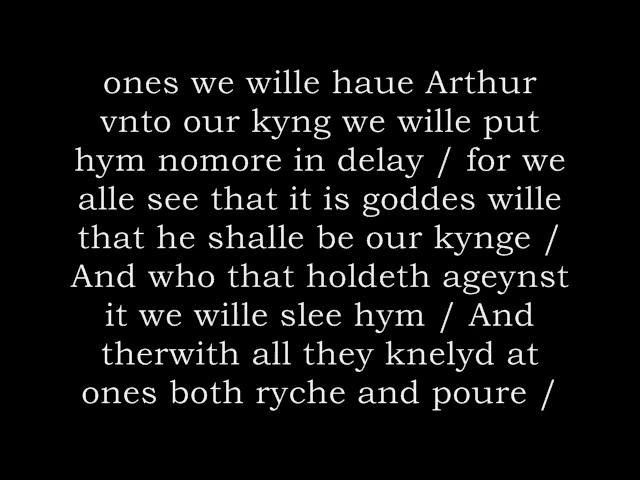 ones we wille haue Arthur
vnto our kyng we wille put
hym nomore in delay / for we
alle see that it is goddes wille
that he shalle be our kynge /
And who that holdeth ageynst
it we wille slee hym / And
therwith all they knelyd at
ones both ryche and poure /